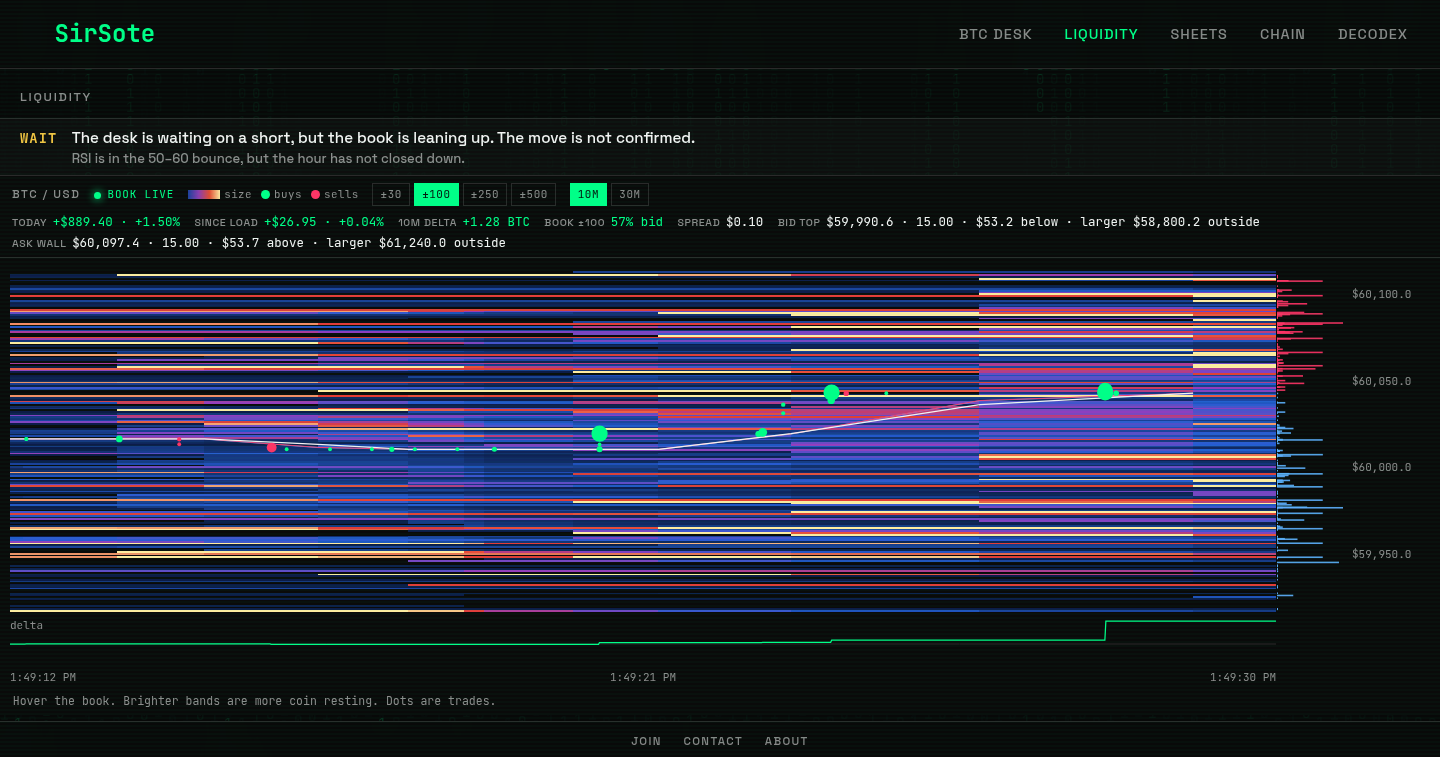 SirSote
BTC DESK LIQUIDITY SHEETS CHAIN DECODEX
LIQUIDITY
WAIT The desk is waiting on a short, but the book is leaning up. The move is not confirmed.
RSI is in the 50–60 bounce, but the hour has not closed down.
BTC / USD BOOK LIVE size buys sells ±30 ±100 ±250 ±500 10M 30M
TODAY +$889.40 · +1.50% SINCE LOAD +$26.95 · +0.04% 10M DELTA +1.28 BTC BOOK ±100 57% bid SPREAD $0.10 BID TOP $59,990.6 · 15.00 · $53.2 below · larger $58,800.2 outside
ASK WALL $60,097.4 · 15.00 · $53.7 above · larger $61,240.0 outside
$60,100.0
$60,050.0
$60,000.0
$59,950.0
delta
1:49:12 PM 1:49:21 PM 1:49:30 PM
Hover the book. Brighter bands are more coin resting. Dots are trades.
JOIN CONTACT ABOUT